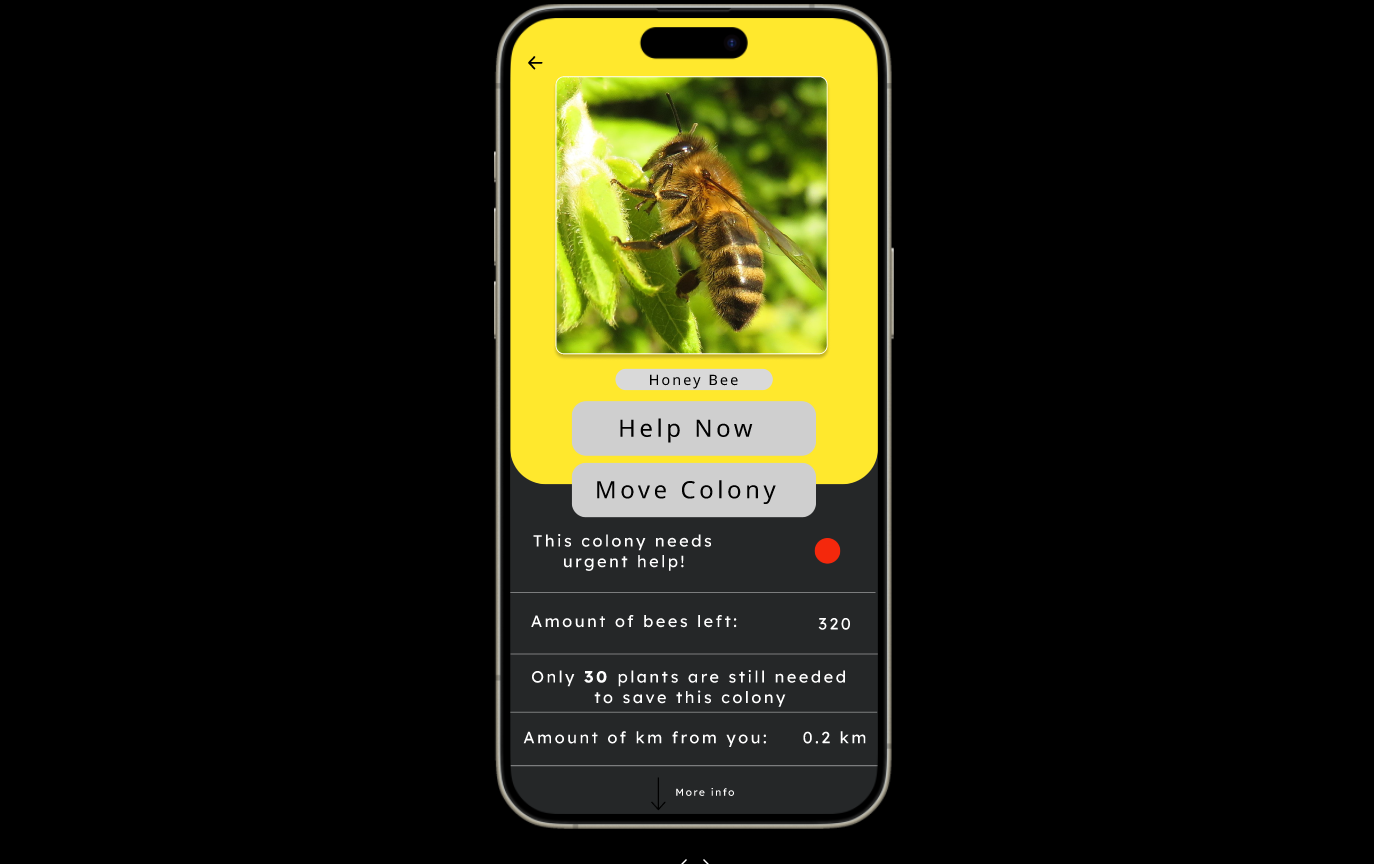 Honey Bee
Help Now
Move Colony
This colony needs
urgent help!
Amount of bees left: 320
Only 30 plants are still needed
to save this colony
Amount of km from you: 0.2 km
More info